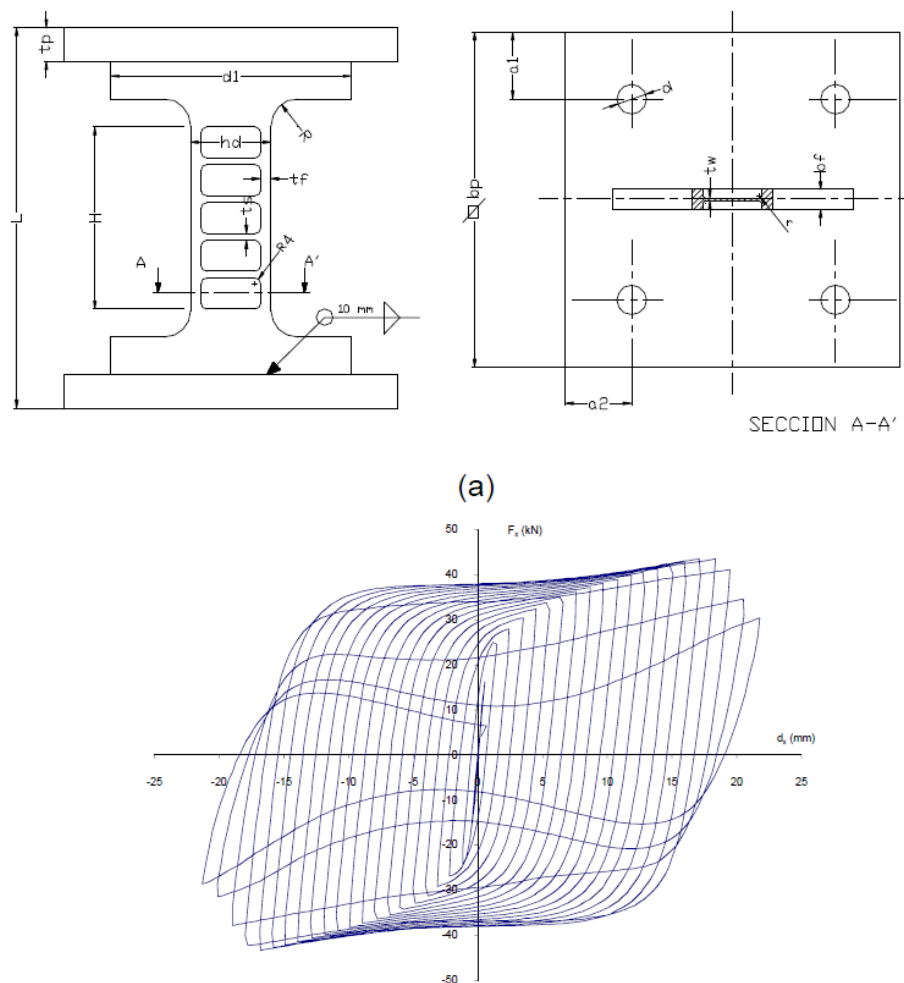 tp
d1
R
hd
tf
ts
L
H
R4
A
A'
10 mm
a1
d
bp
tw
bf
r
a2
SECCION A-A'
(a)
50
Fx (kN)
40
30
20
10
0
dx (mm)
-25 -20 -15 -10 -5 0 5 10 15 20 25
-10
-20
-30
-40
-50